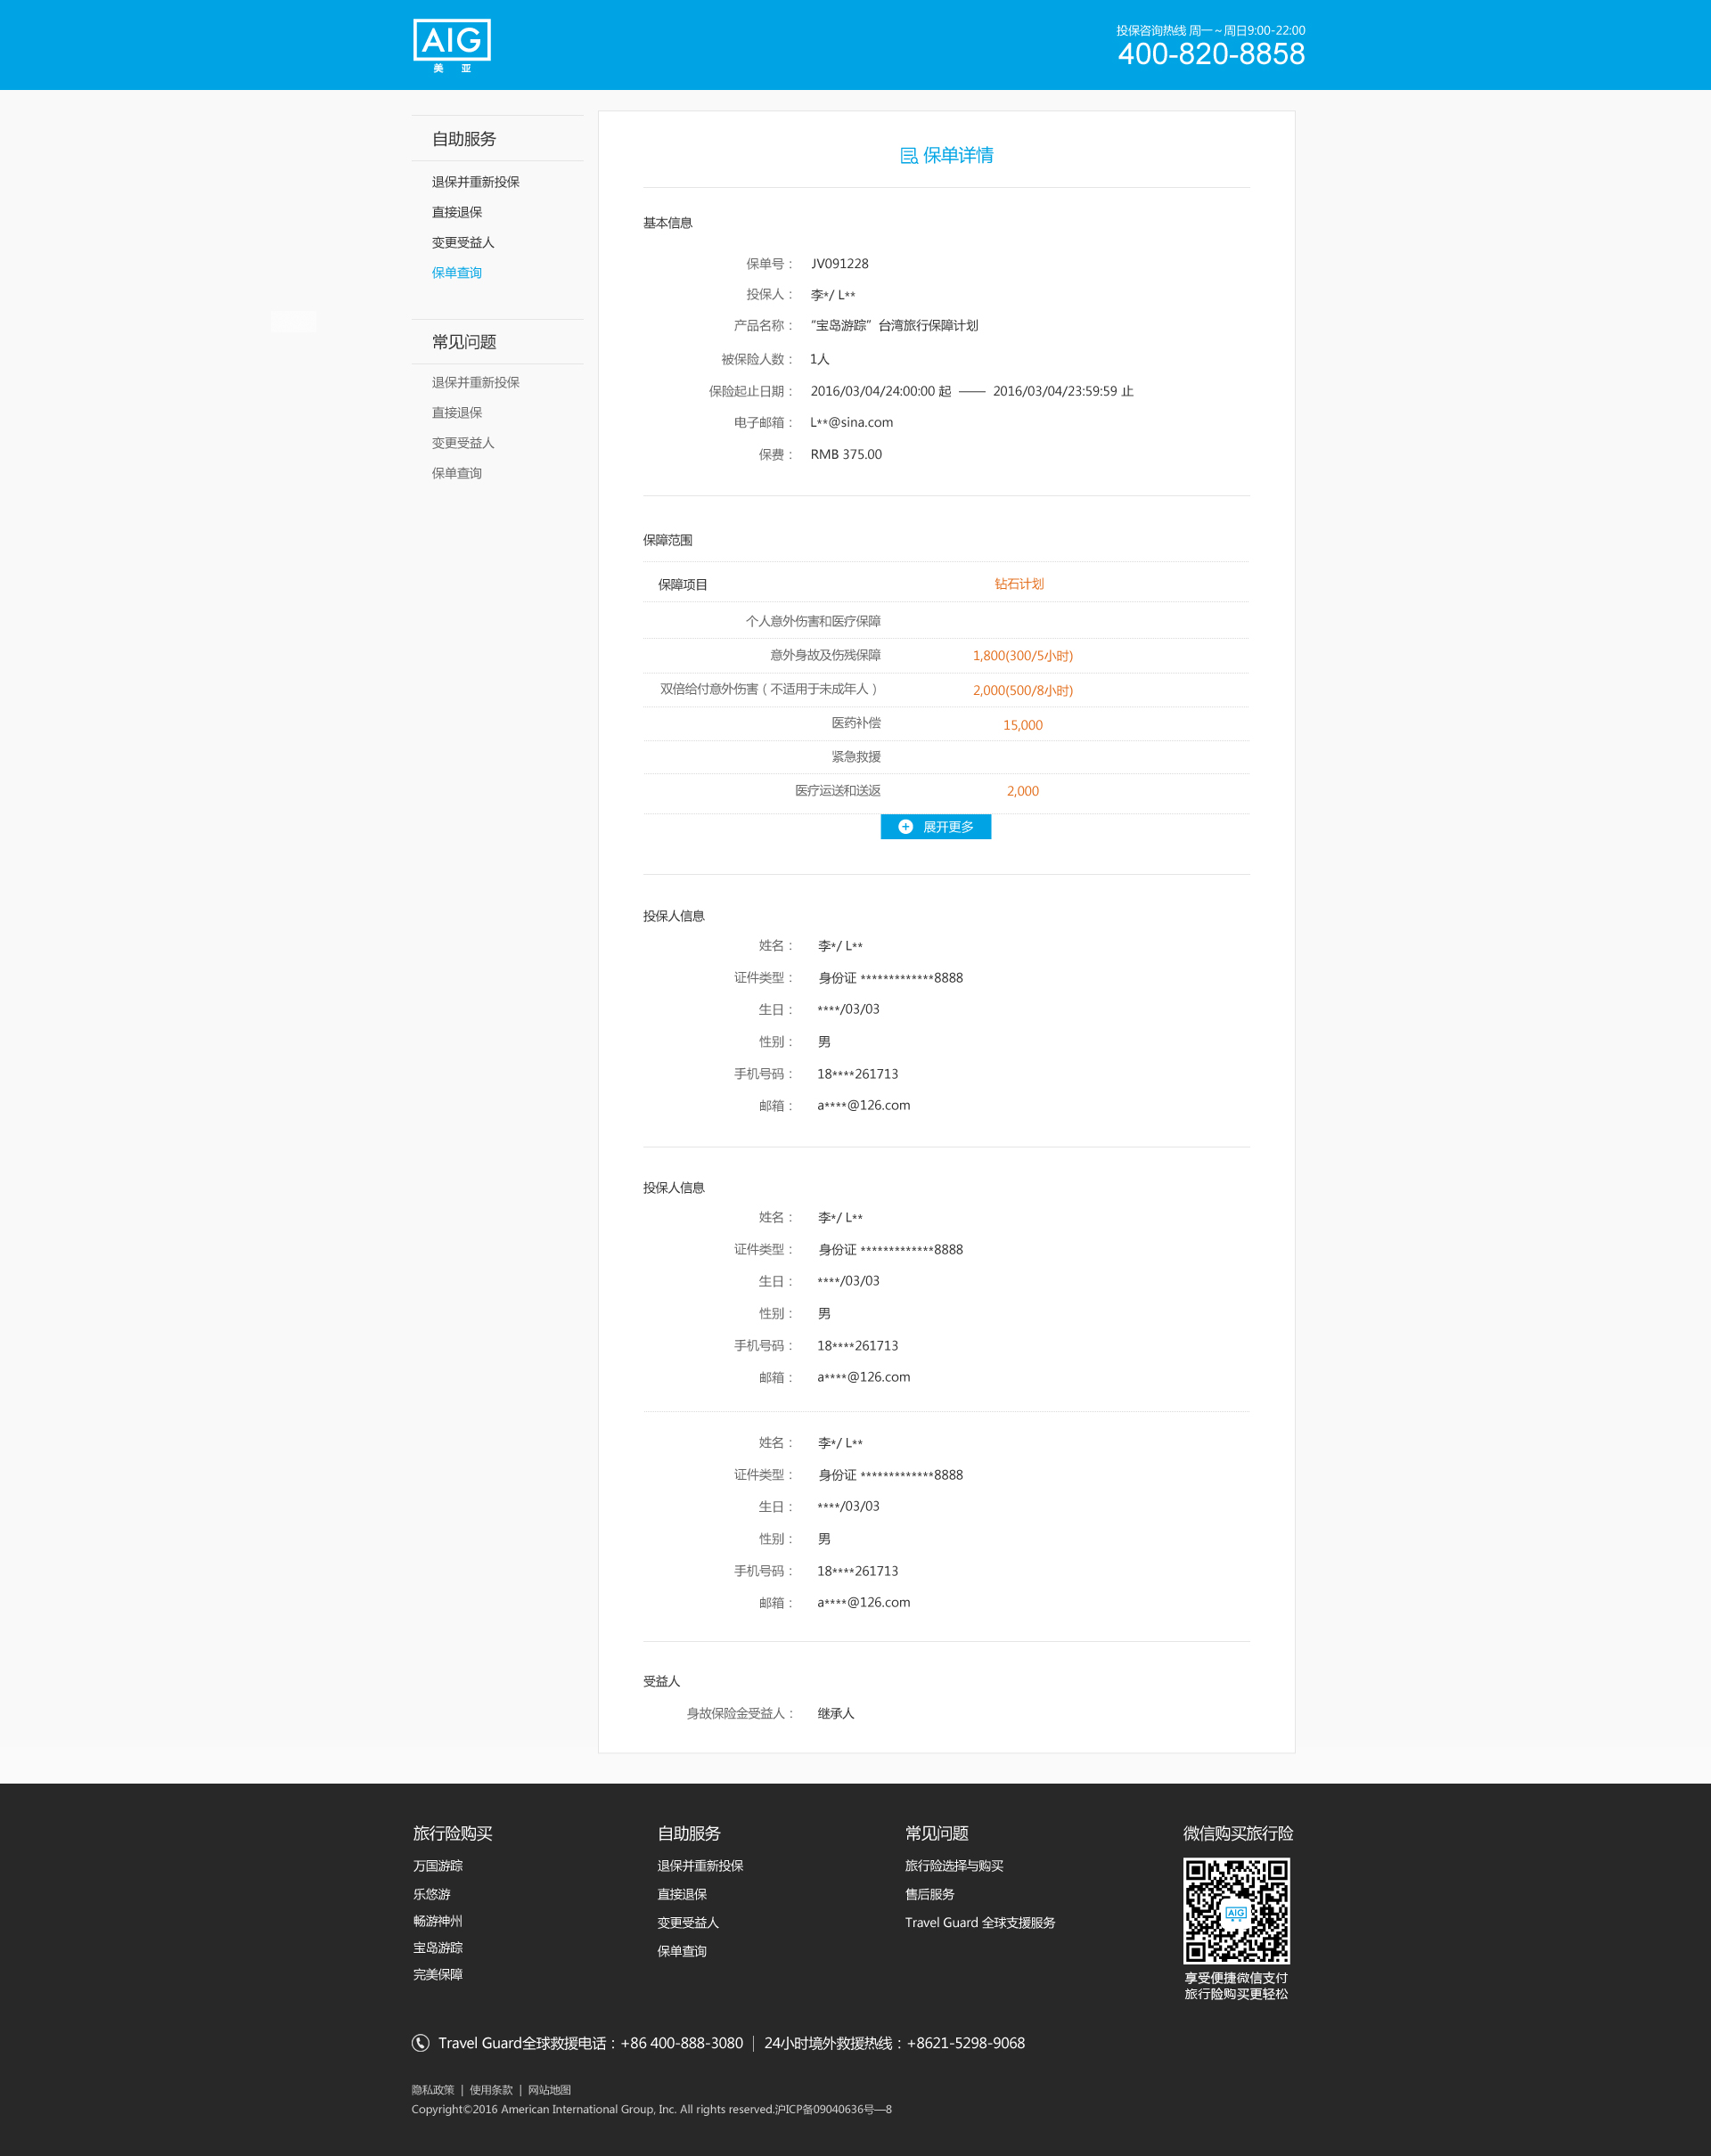 AIG
美 亚
投保咨询热线 周一～周日9:00-22:00
400-820-8858
自助服务
退保并重新投保
直接退保
变更受益人
保单查询
常见问题
退保并重新投保
直接退保
变更受益人
保单查询
保单详情
基本信息
保单号： JV091228
投保人： 李*/ L**
产品名称： “宝岛游踪”台湾旅行保障计划
被保险人数： 1人
保险起止日期： 2016/03/04/24:00:00 起 —— 2016/03/04/23:59:59 止
电子邮箱： L**@sina.com
保费： RMB 375.00
保障范围
保障项目 钻石计划
个人意外伤害和医疗保障
意外身故及伤残保障 1,800(300/5小时)
双倍给付意外伤害（不适用于未成年人） 2,000(500/8小时)
医药补偿 15,000
紧急救援
医疗运送和送返 2,000
展开更多
投保人信息
姓名： 李*/ L**
证件类型： 身份证 *************8888
生日： ****/03/03
性别： 男
手机号码： 18****261713
邮箱： a****@126.com
投保人信息
姓名： 李*/ L**
证件类型： 身份证 *************8888
生日： ****/03/03
性别： 男
手机号码： 18****261713
邮箱： a****@126.com
姓名： 李*/ L**
证件类型： 身份证 *************8888
生日： ****/03/03
性别： 男
手机号码： 18****261713
邮箱： a****@126.com
受益人
身故保险金受益人： 继承人
旅行险购买
万国游踪
乐悠游
畅游神州
宝岛游踪
完美保障
自助服务
退保并重新投保
直接退保
变更受益人
保单查询
常见问题
旅行险选择与购买
售后服务
Travel Guard 全球支援服务
微信购买旅行险
AIG
享受便捷微信支付
旅行险购买更轻松
Travel Guard全球救援电话：+86 400-888-3080 | 24小时境外救援热线：+8621-5298-9068
隐私政策 | 使用条款 | 网站地图
Copyright©2016 American International Group, Inc. All rights reserved.沪ICP备09040636号—8